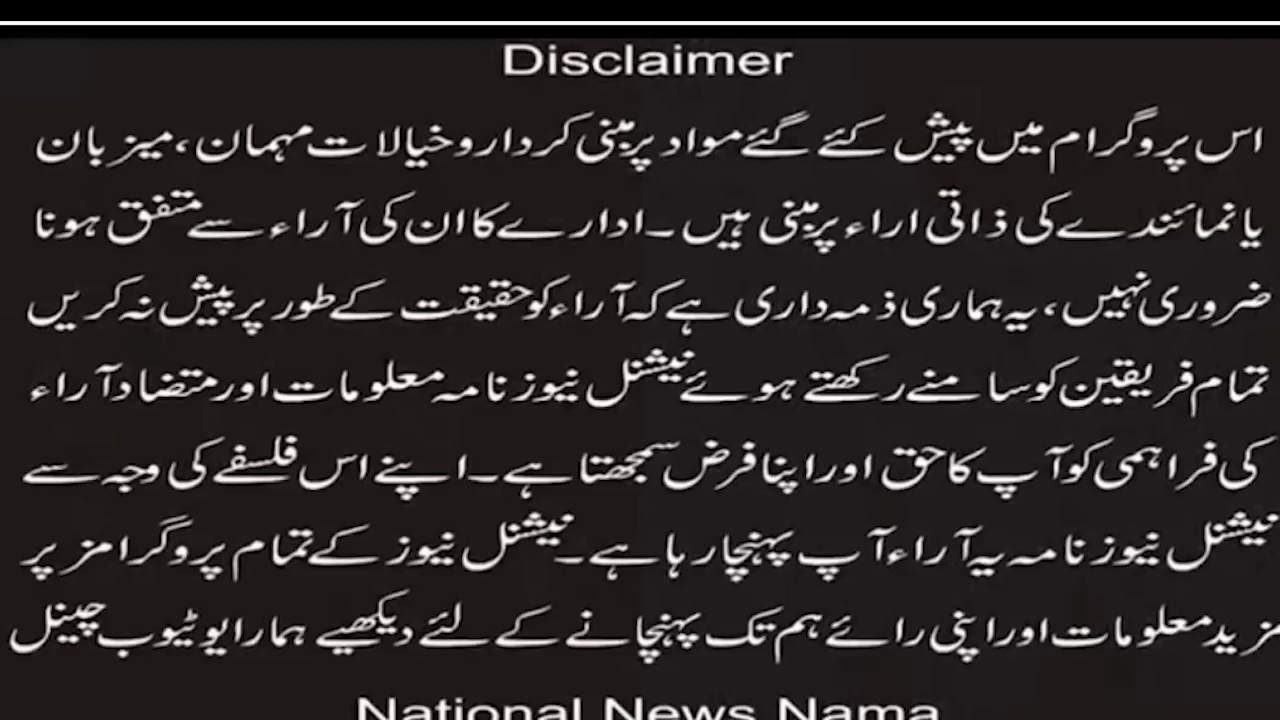 Disclaimer
اس پروگرام میں پیش کئے گئے مواد پر مبنی کردار و خیالات مہمان، میزبان
یا نمائندے کی ذاتی اراء پر مبنی ہیں۔ ادارے کا ان کی آراء سے متفق ہونا
ضروری نہیں، یہ ہماری ذمہ داری ہے کہ آراء کو حقیقت کے طور پر پیش نہ کریں
تمام فریقین کو سامنے رکھتے ہوئے نیشنل نیوز نامہ معلومات اور متضاد آراء
کی فراہمی کو آپ کا حق اور اپنا فرض سمجھتا ہے۔ اپنے اس فلسفے کی وجہ سے
نیشنل نیوز نامہ یہ آراء آپ پہنچا رہا ہے۔ نیشنل نیوز کے تمام پروگرامز پر
مزید معلومات اور اپنی رائے ہم تک پہنچانے کے لئے دیکھیے ہمارا یوٹیوب چینل
National News Nama